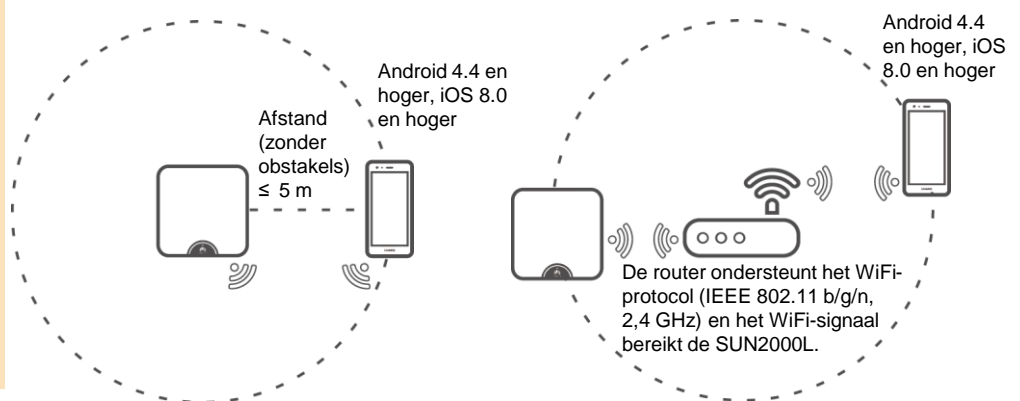 Android 4.4 en
hoger, iOS 8.0
en hoger
Afstand
(zonder
obstakels)
≤ 5 m
Android 4.4
en hoger, iOS
8.0 en hoger
De router ondersteunt het WiFi-
protocol (IEEE 802.11 b/g/n,
2,4 GHz) en het WiFi-signaal
bereikt de SUN2000L.